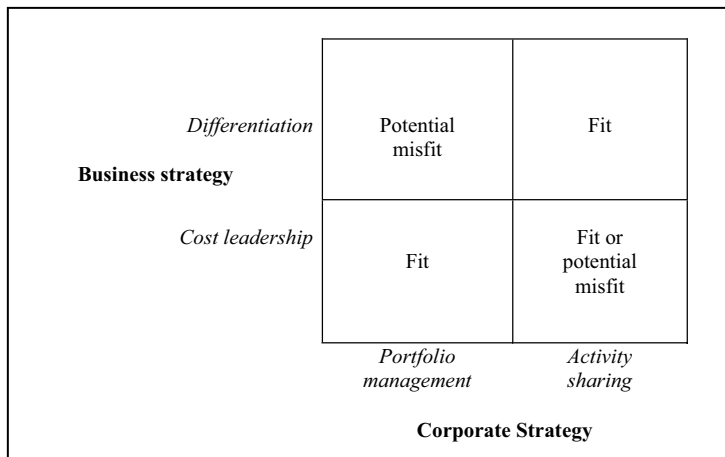 Differentiation
Potential
misfit
Fit
Business strategy
Cost leadership
Fit
Fit or
potential
misfit
Portfolio
management
Activity
sharing
Corporate Strategy